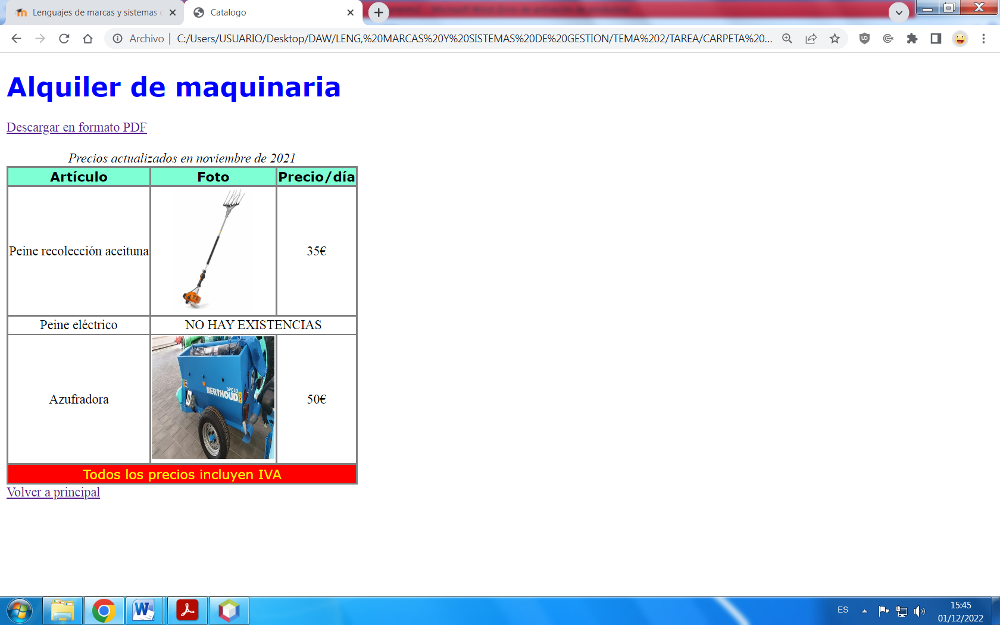 Lenguajes de marcas y sistemas
Catalogo
Archivo
C:/Users/USUARIO/Desktop/DAW/LENG,%20MARCAS%20Y%20SISTEMAS%20DE%20GESTION/TEMA%202/TAREA/CARPETA%20...
Alquiler de maquinaria
Descargar en formato PDF
Precios actualizados en noviembre de 2021
Artículo Foto Precio/día
Peine recolección aceituna 35€
Peine eléctrico NO HAY EXISTENCIAS
APOLO
BERTHOUD
Azufradora 50€
Todos los precios incluyen IVA
Volver a principal
ES
15:45
01/12/2022